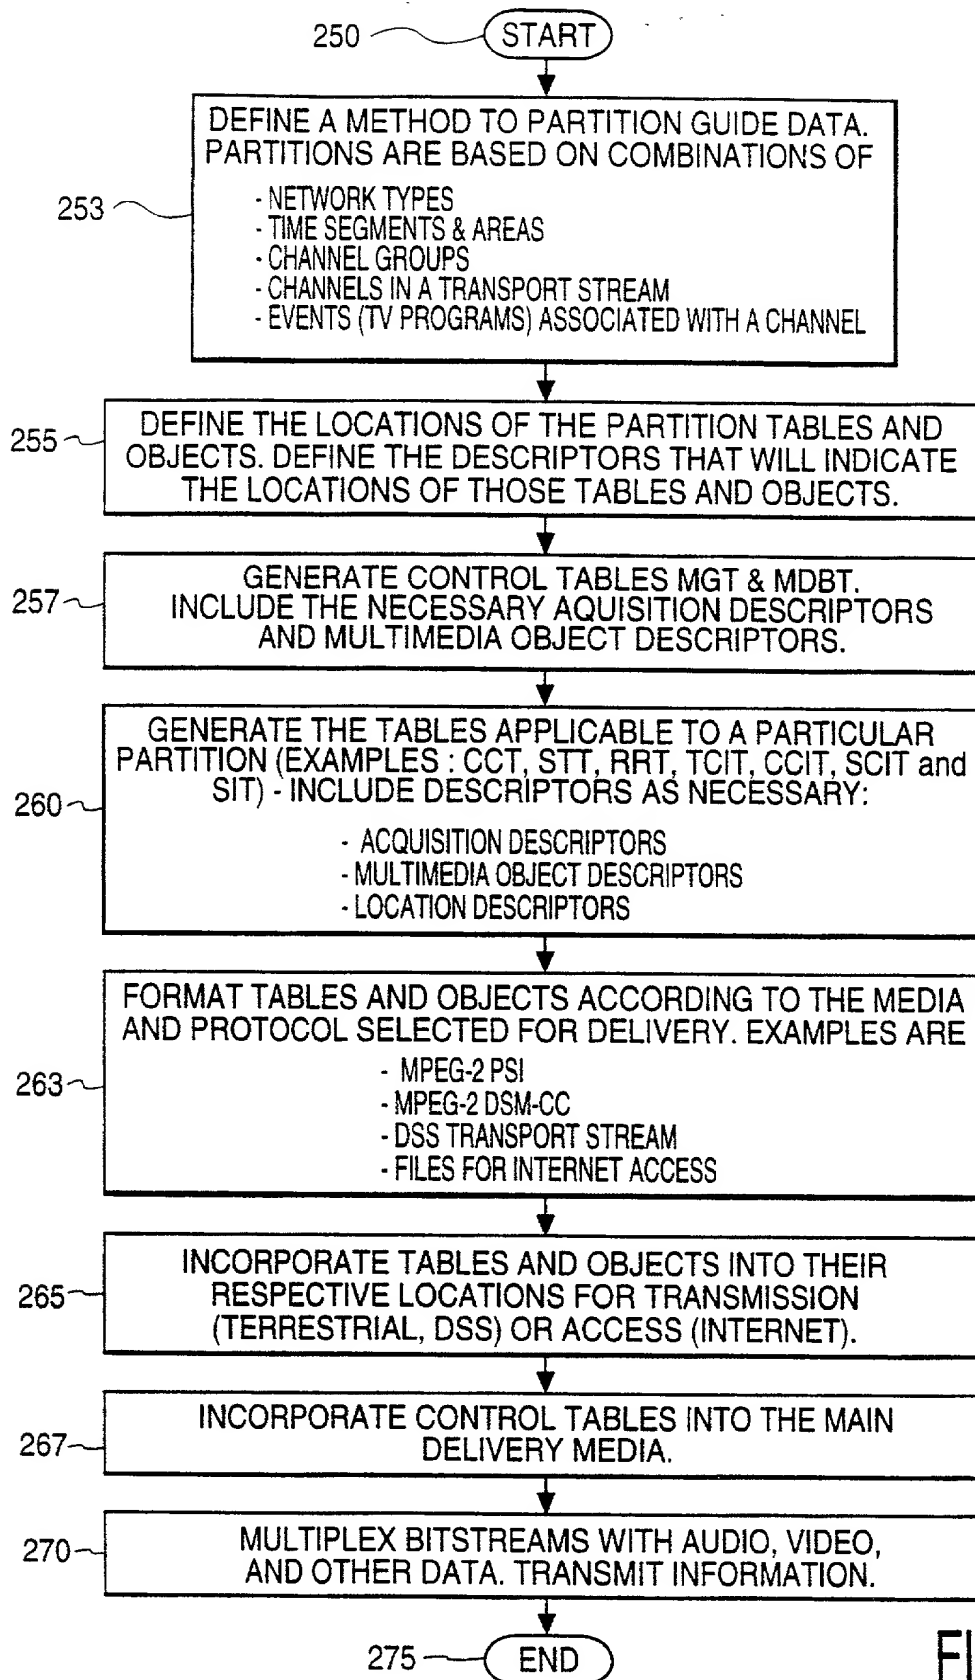 250
START
253
DEFINE A METHOD TO PARTITION GUIDE DATA.
PARTITIONS ARE BASED ON COMBINATIONS OF
- NETWORK TYPES
- TIME SEGMENTS & AREAS
- CHANNEL GROUPS
- CHANNELS IN A TRANSPORT STREAM
- EVENTS (TV PROGRAMS) ASSOCIATED WITH A CHANNEL
255
DEFINE THE LOCATIONS OF THE PARTITION TABLES AND
OBJECTS. DEFINE THE DESCRIPTORS THAT WILL INDICATE
THE LOCATIONS OF THOSE TABLES AND OBJECTS.
257
GENERATE CONTROL TABLES MGT & MDBT.
INCLUDE THE NECESSARY AQUISITION DESCRIPTORS
AND MULTIMEDIA OBJECT DESCRIPTORS.
260
GENERATE THE TABLES APPLICABLE TO A PARTICULAR
PARTITION (EXAMPLES : CCT, STT, RRT, TCIT, CCIT, SCIT and
SIT) - INCLUDE DESCRIPTORS AS NECESSARY:
- ACQUISITION DESCRIPTORS
- MULTIMEDIA OBJECT DESCRIPTORS
- LOCATION DESCRIPTORS
263
FORMAT TABLES AND OBJECTS ACCORDING TO THE MEDIA
AND PROTOCOL SELECTED FOR DELIVERY. EXAMPLES ARE
- MPEG-2 PSI
- MPEG-2 DSM-CC
- DSS TRANSPORT STREAM
- FILES FOR INTERNET ACCESS
265
INCORPORATE TABLES AND OBJECTS INTO THEIR
RESPECTIVE LOCATIONS FOR TRANSMISSION
(TERRESTRIAL, DSS) OR ACCESS (INTERNET).
267
INCORPORATE CONTROL TABLES INTO THE MAIN
DELIVERY MEDIA.
270
MULTIPLEX BITSTREAMS WITH AUDIO, VIDEO,
AND OTHER DATA. TRANSMIT INFORMATION.
275
END